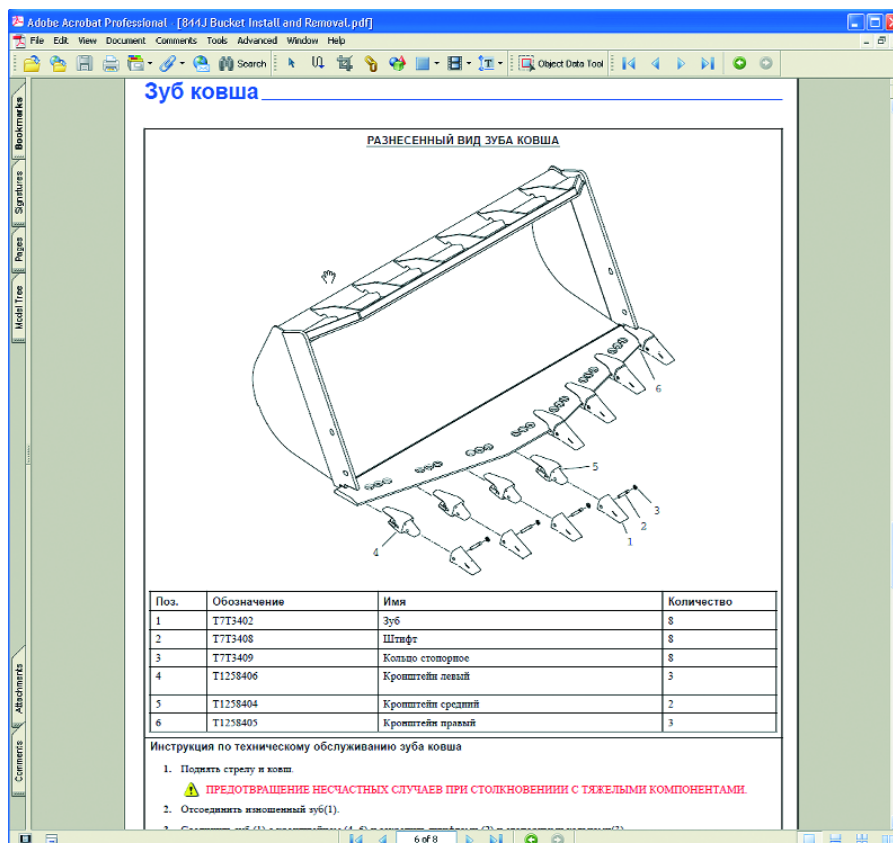 Adobe Acrobat Professional - [844J Bucket Install and Removal.pdf]
File Edit View Document Comments Tools Advanced Window Help
Search Object Data Tool
Bookmarks
Signatures
Pages
Model Tree
Attachments
Comments
Зуб ковша
РАЗНЕСЕННЫЙ ВИД ЗУБА КОВША
6
5
3
2
1
4
Поз. Обозначение Имя Количество
1 T7T3402 Зуб 8
2 T7T3408 Штифт 8
3 T7T3409 Кольцо стопорное 8
4 T1258406 Кронштейн левый 3
5 T1258404 Кронштейн средний 2
6 T1258405 Кронштейн правый 3
Инструкция по техническому обслуживанию зуба ковша
1. Поднять стрелу и ковш.
ПРЕДОТВРАЩЕНИЕ НЕСЧАСТНЫХ СЛУЧАЕВ ПРИ СТОЛКНОВЕНИИИ С ТЯЖЕЛЫМИ КОМПОНЕНТАМИ.
2. Отсоединить изношенный зуб(1).
6 of 8